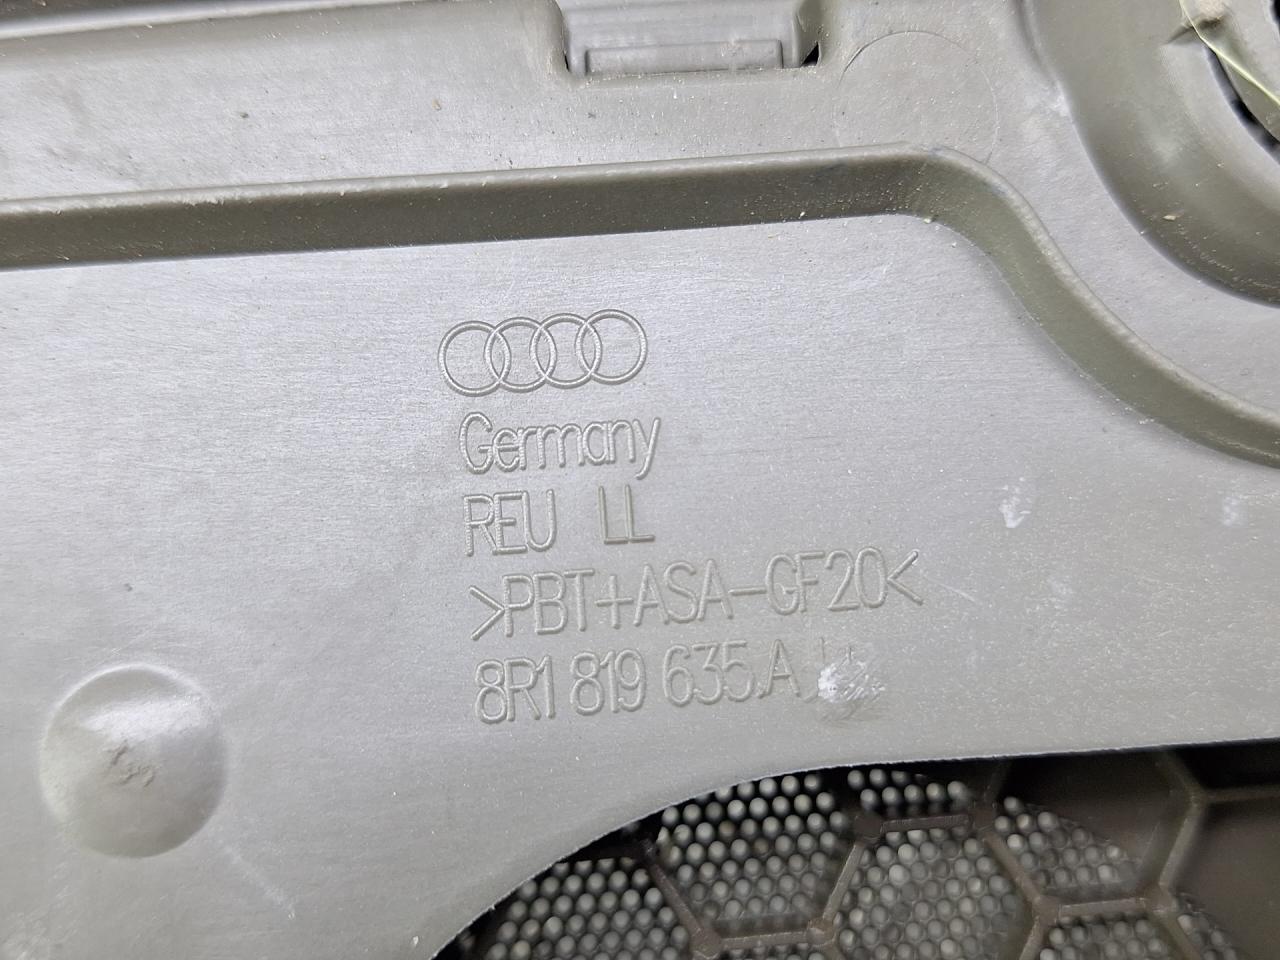 Germany
REU LL
>PBT+ASA-GF20<
8R1 819 635 A